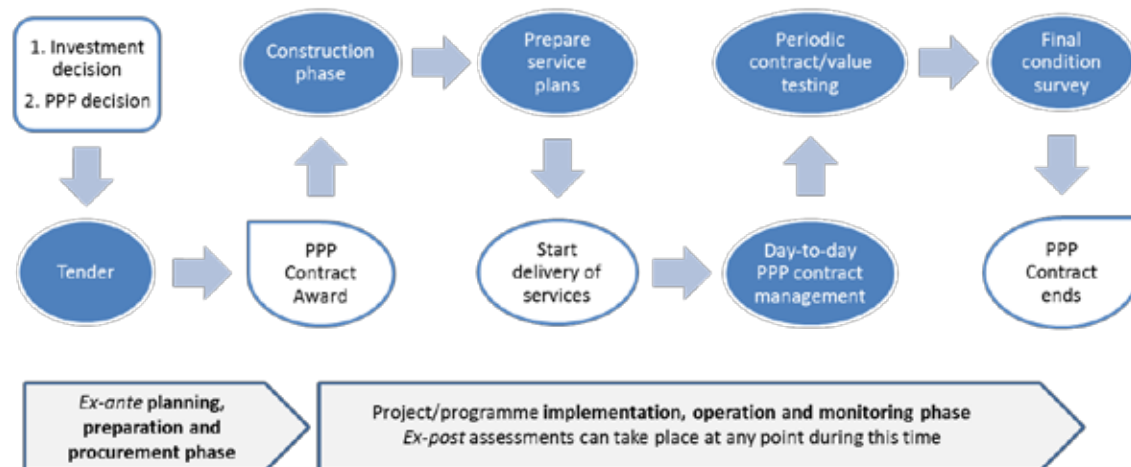 1. Investment
decision
2. PPP decision
Tender
PPP
Contract
Award
Construction
phase
Prepare
service
plans
Start
delivery of
services
Day-to-day
PPP contract
management
Periodic
contract/value
testing
Final
condition
survey
PPP
Contract
ends
Ex-ante planning,
preparation and
procurement phase
Project/programme implementation, operation and monitoring phase
Ex-post assessments can take place at any point during this time